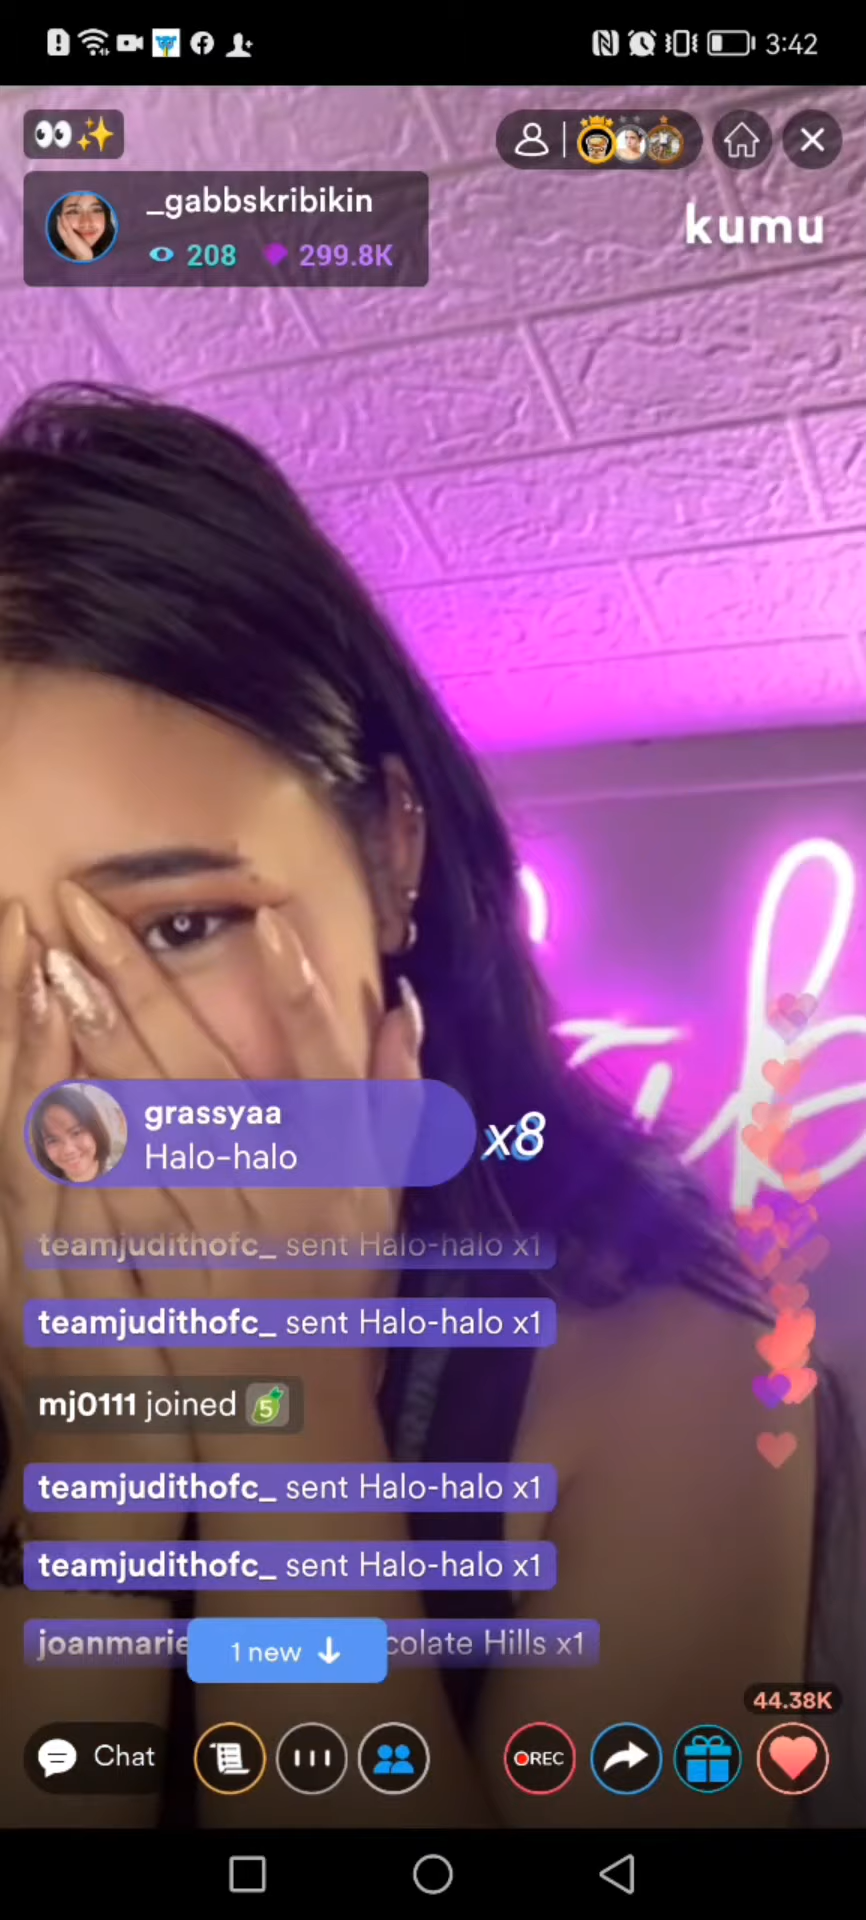 3:42
_gabbskribikin
208 299.8K
kumu
grassyaa
Halo-halo
x8
teamjudithofc_ sent Halo-halo x1
teamjudithofc_ sent Halo-halo x1
mj0111 joined 5
teamjudithofc_ sent Halo-halo x1
teamjudithofc_ sent Halo-halo x1
joanmarie colate Hills x1
1 new
44.38K
Chat
REC